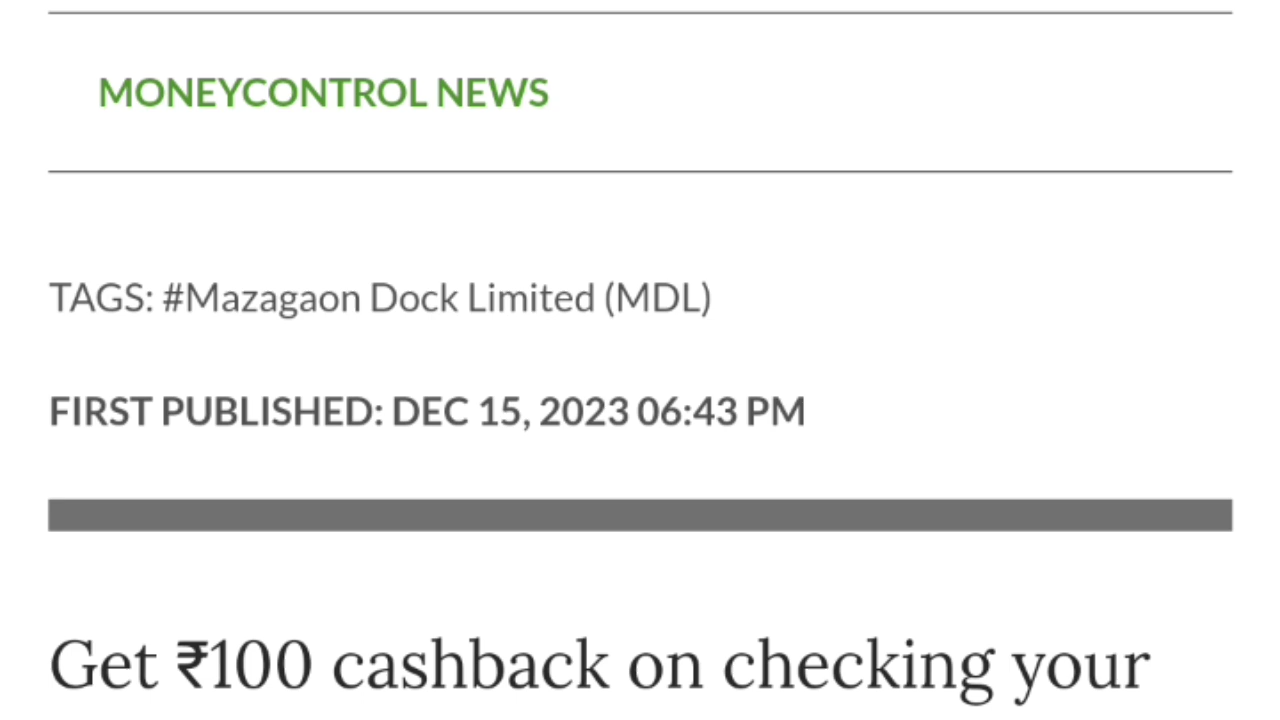 MONEYCONTROL NEWS
TAGS: #Mazagaon Dock Limited (MDL)
FIRST PUBLISHED: DEC 15, 2023 06:43 PM
Get ₹100 cashback on checking your